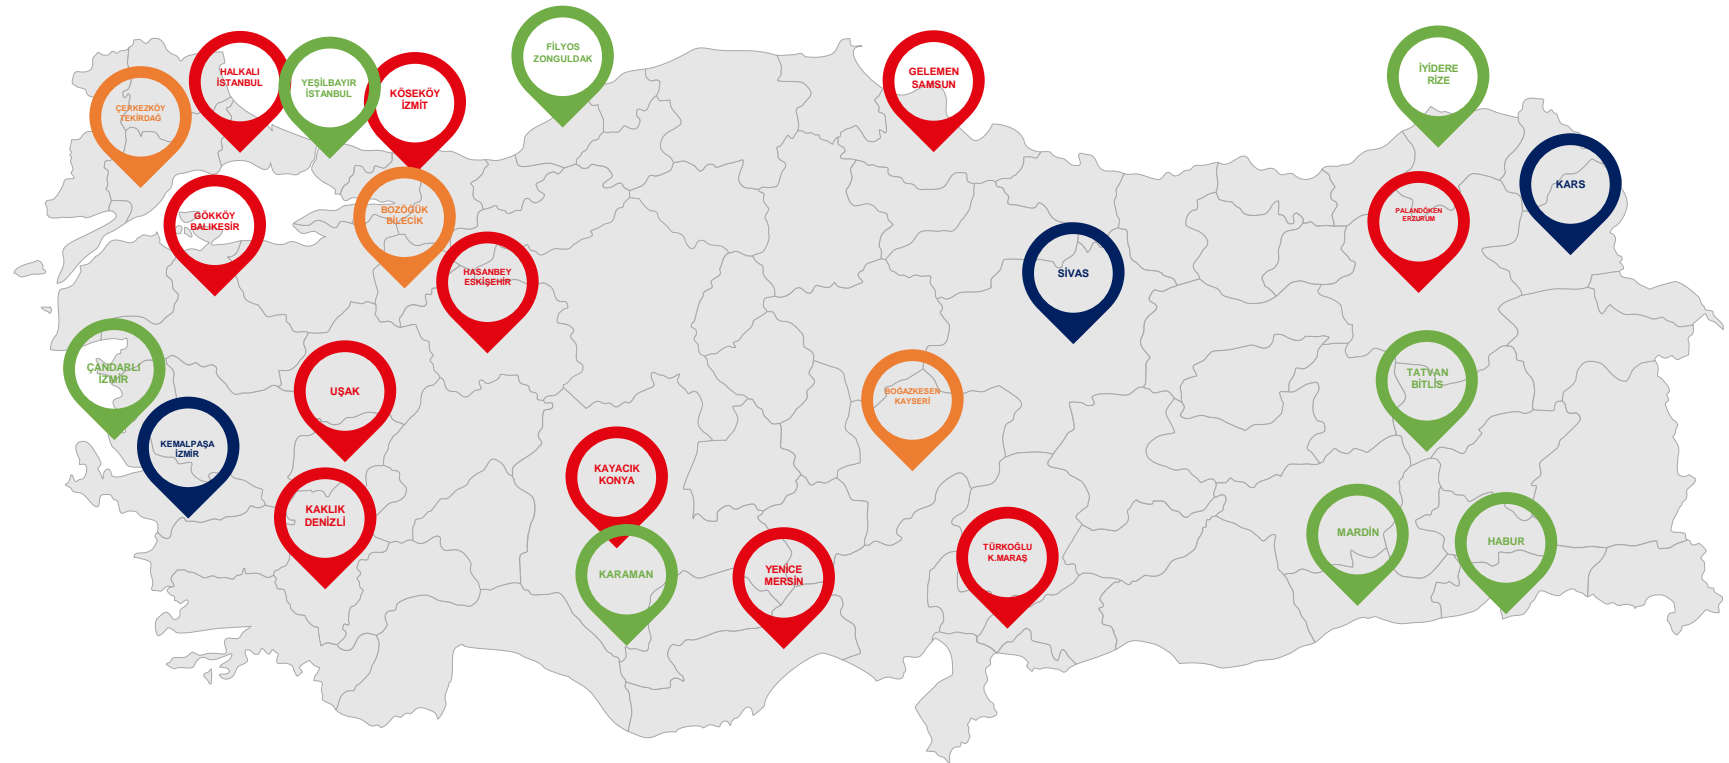 FİLYOS
ZONGULDAK
HALKALI
İSTANBUL
YEŞİLBAYIR
İSTANBUL
KÖSEKÖY
İZMİT
GELEMEN
SAMSUN
İYİDERE
RİZE
ÇERKEZKÖY
TEKİRDAĞ
KARS
GÖKKÖY
BALIKESİR
BOZÖĞÜK
BİLECİK
PALANDÖKEN
ERZURUM
HASANBEY
ESKİŞEHİR
SİVAS
ÇANDARLI
İZMİR
UŞAK
BOĞAZKESEN
KAYSERİ
TATVAN
BİTLİS
KEMALPAŞA
İZMİR
KAYACIK
KONYA
KAKLIK
DENİZLİ
MARDİN
HABUR
TÜRKOĞLU
K.MARAŞ
KARAMAN
YENİCE
MERSİN